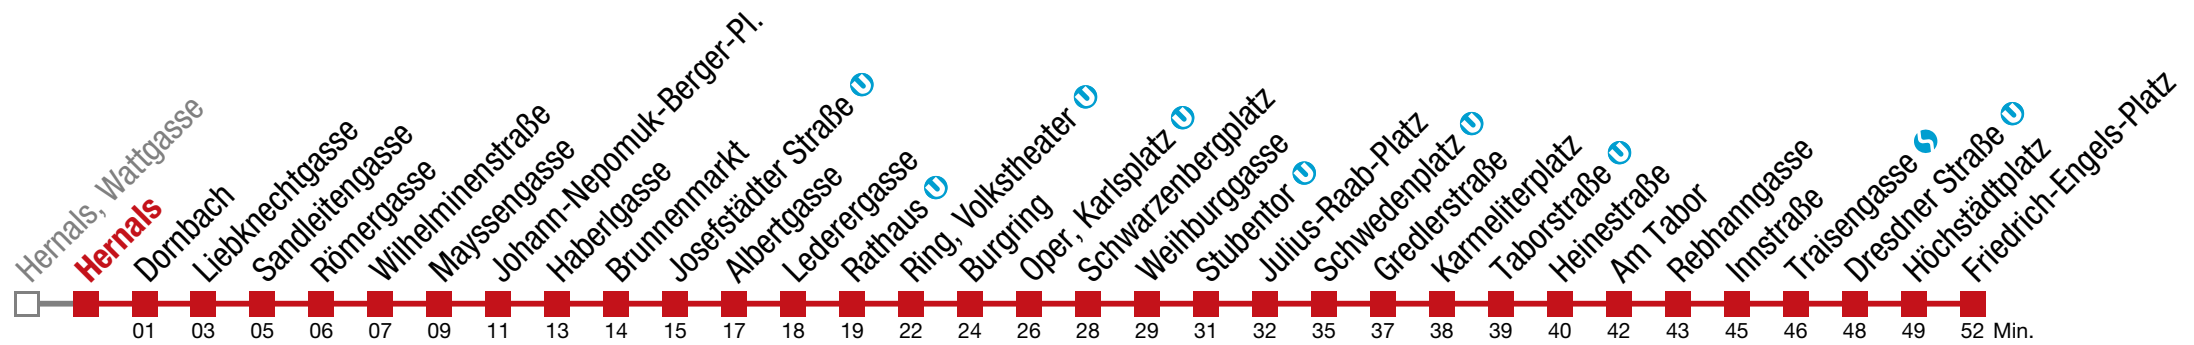 Hernals, Wattgasse
Hernals
Dornbach
Liebknechtgasse
Sandleitengasse
Römergasse
Wilhelminenstraße
Mayssengasse
Johann-Nepomuk-Berger-Pl.
Haberlgasse
Brunnenmarkt
Josefstädter Straße U
Albertgasse
Lederergasse
Rathaus U
Ring, Volkstheater U
Burgring
Oper, Karlsplatz U
Schwarzenbergplatz
Weihburggasse
Stubentor U
Julius-Raab-Platz
Schwedenplatz U
Gredlerstraße
Karmeliterplatz
Taborstraße U
Heinestraße
Am Tabor
Rebhanngasse
Innstraße
Traisengasse S
Dresdner Straße U
Höchstädtplatz
Friedrich-Engels-Platz
01 03 05 06 07 09 11 13 14 15 17 18 19 22 24 26 28 29 31 32 35 37 38 39 40 42 43 45 46 48 49 52 Min.